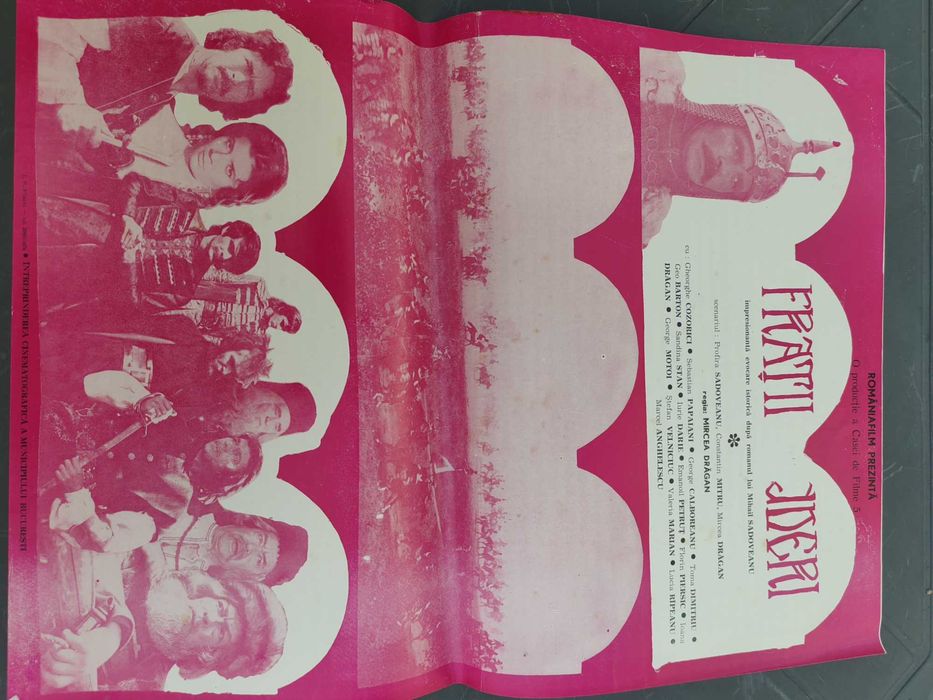 ROMÂNIAFILM PREZINTĂ
O producție a Casei de Filme 5
FRAȚII JDERI
impresionantă evocare istorică după romanul lui Mihail SADOVEANU
scenariul : Profira SADOVEANU, Constantin MITRU, Mircea DRĂGAN
regia: MIRCEA DRĂGAN
cu : Gheorghe COZORICI ● Sebastian PAPAIANI ● George CALBOREANU ● Toma DIMITRIU ●
Geo BARTON ● Sandina STAN ● Iurie DARIE ● Emanoil PETRUȚ ● Florin PIERSIC ● Ioana
DRĂGAN ● George MOTOI ● Ștefan VELNICIUC ● Valeria MARIAN ● Lucia RIPEANU ●
Marcel ANGHELESCU
● ÎNTREPRINDEREA CINEMATOGRAFICĂ A MUNICIPIULUI BUCUREȘTI